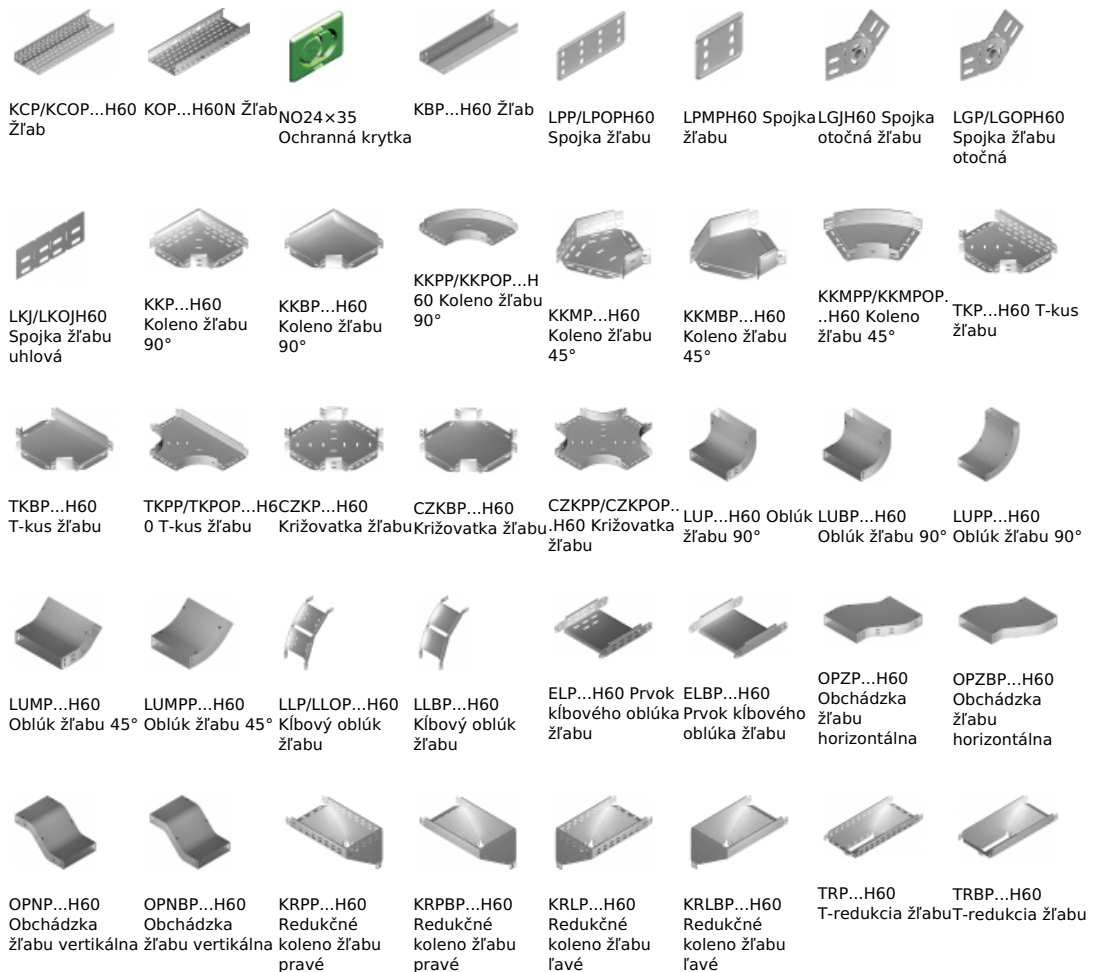 KCP/KCOP...H60
Žľab
KOP...H60N Žľab
NO24×35
Ochranná krytka
KBP...H60 Žľab
LPP/LPOPH60
Spojka žľabu
LPMPH60 Spojka
žľabu
LGJH60 Spojka
otočná žľabu
LGP/LGOPH60
Spojka žľabu
otočná
LKJ/LKOJH60
Spojka žľabu
uhlová
KKP...H60
Koleno žľabu
90°
KKBP...H60
Koleno žľabu
90°
KKPP/KKPOP...H
60 Koleno žľabu
90°
KKMP...H60
Koleno žľabu
45°
KKMBP...H60
Koleno žľabu
45°
KKMPP/KKMPOP.
..H60 Koleno
žľabu 45°
TKP...H60 T-kus
žľabu
TKBP...H60
T-kus žľabu
TKPP/TKPOP...H6
0 T-kus žľabu
CZKP...H60
Križovatka žľabu
CZKBP...H60
Križovatka žľabu
CZKPP/CZKPOP..
.H60 Križovatka
žľabu
LUP...H60 Oblúk
žľabu 90°
LUBP...H60
Oblúk žľabu 90°
LUPP...H60
Oblúk žľabu 90°
LUMP...H60
Oblúk žľabu 45°
LUMPP...H60
Oblúk žľabu 45°
LLP/LLOP...H60
Kĺbový oblúk
žľabu
LLBP...H60
Kĺbový oblúk
žľabu
ELP...H60 Prvok
kĺbového oblúka
žľabu
ELBP...H60
Prvok kĺbového
oblúka žľabu
OPZP...H60
Obchádzka
žľabu
horizontálna
OPZBP...H60
Obchádzka
žľabu
horizontálna
OPNP...H60
Obchádzka
žľabu vertikálna
OPNBP...H60
Obchádzka
žľabu vertikálna
KRPP...H60
Redukčné
koleno žľabu
pravé
KRPBP...H60
Redukčné
koleno žľabu
pravé
KRLP...H60
Redukčné
koleno žľabu
ľavé
KRLBP...H60
Redukčné
koleno žľabu
ľavé
TRP...H60
T-redukcia žľabu
TRBP...H60
T-redukcia žľabu